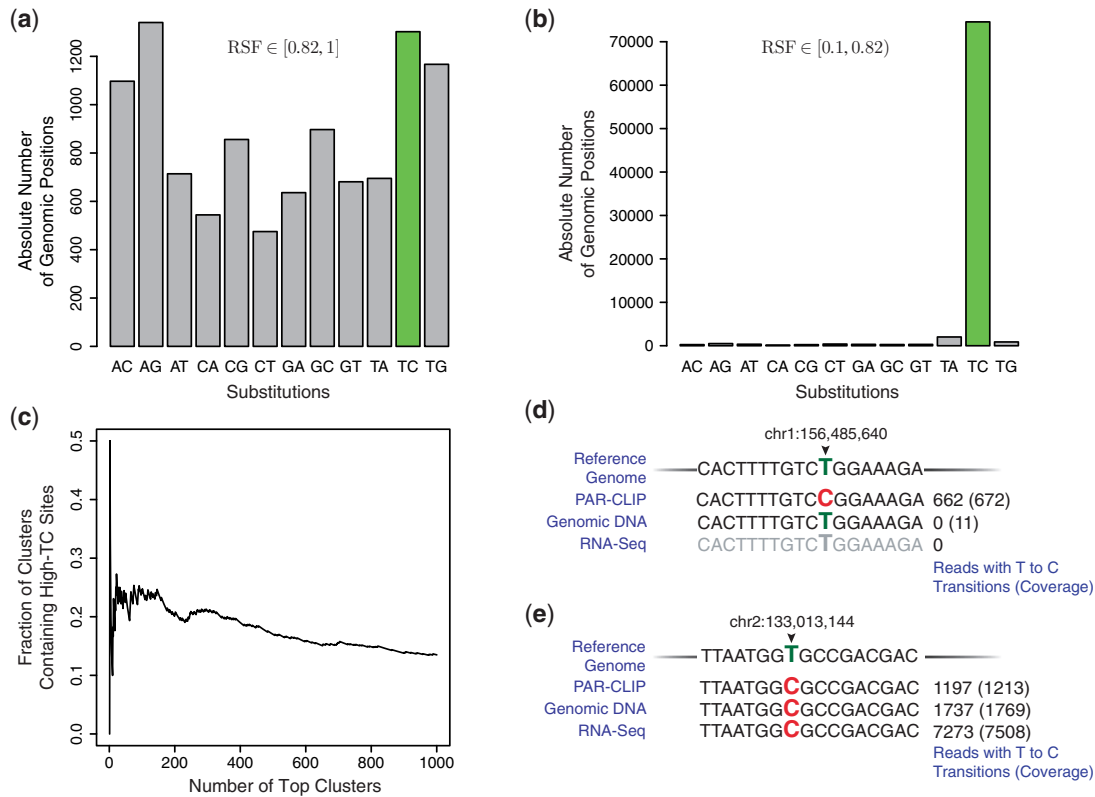 (a)
RSF ∈ [0.82, 1]
Absolute Number
of Genomic Positions
0
200
400
600
800
1000
1200
AC AG AT CA CG CT GA GC GT TA TC TG
Substitutions
(b)
RSF ∈ [0.1, 0.82)
Absolute Number
of Genomic Positions
70000
60000
50000
40000
30000
20000
10000
0
AC AG AT CA CG CT GA GC GT TA TC TG
Substitutions
(c)
Fraction of Clusters
Containing High-TC Sites
0.0
0.1
0.2
0.3
0.4
0.5
0 200 400 600 800 1000
Number of Top Clusters
(d)
chr1:156,485,640
Reference
Genome
CACTTTTGTCTGGAAAGA
PAR-CLIP CACTTTTGTCCGGAAAGA 662 (672)
Genomic DNA CACTTTTGTCTGGAAAGA 0 (11)
RNA-Seq CACTTTTGTCTGGAAAGA 0
Reads with T to C
Transitions (Coverage)
(e)
chr2:133,013,144
Reference
Genome
TTAATGGTGCCGACGAC
PAR-CLIP TTAATGGCGCCGACGAC 1197 (1213)
Genomic DNA TTAATGGCGCCGACGAC 1737 (1769)
RNA-Seq TTAATGGCGCCGACGAC 7273 (7508)
Reads with T to C
Transitions (Coverage)